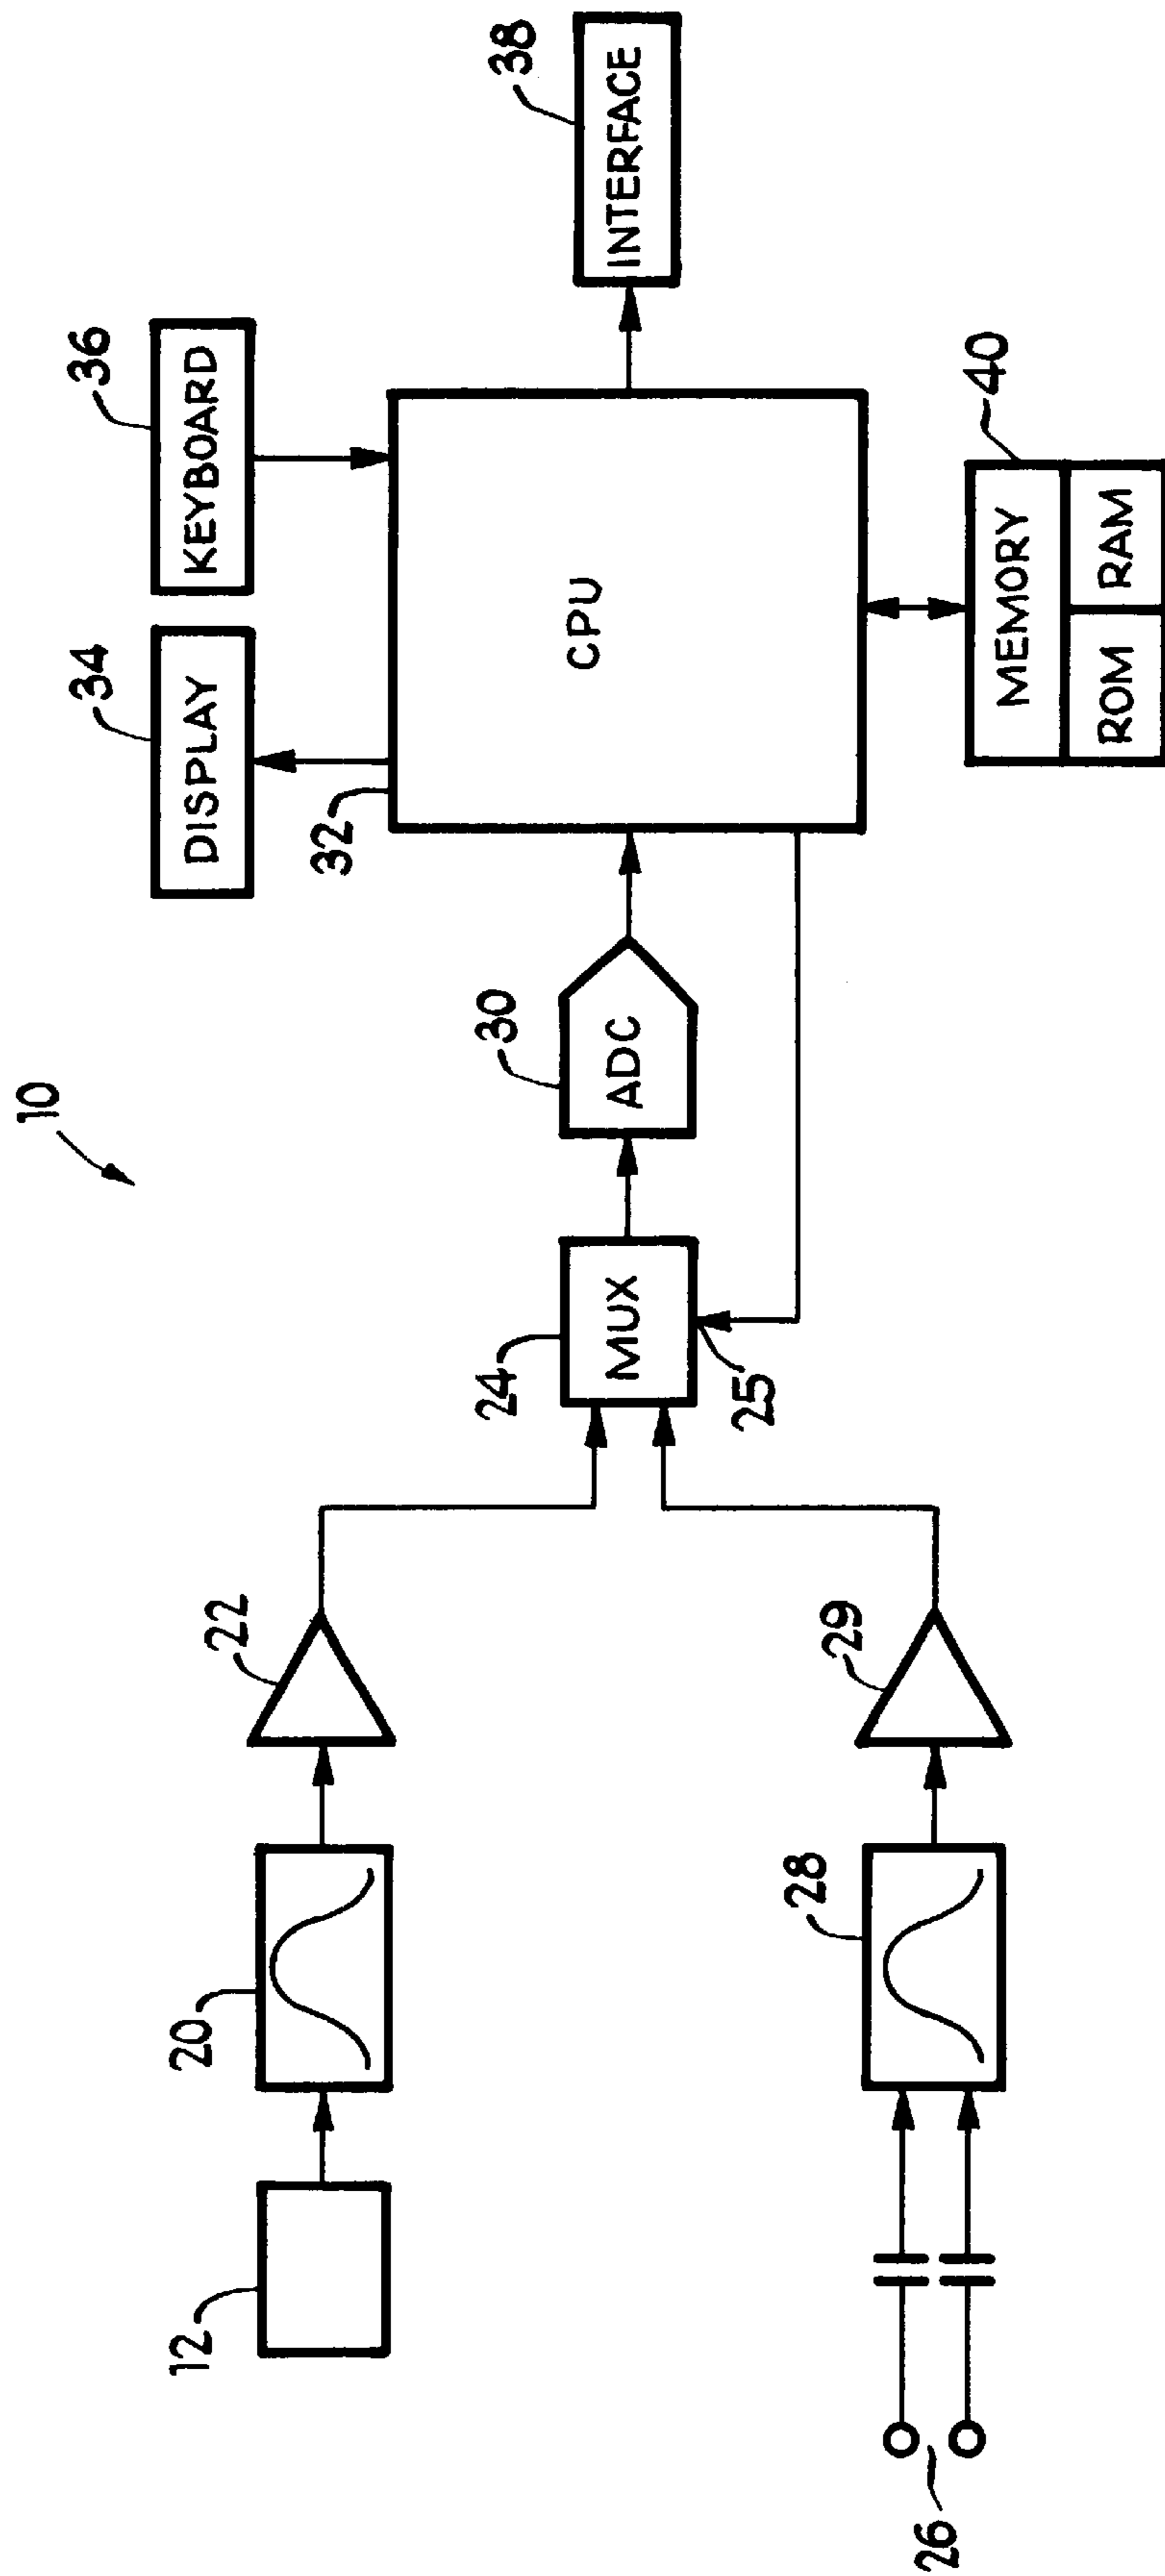 10
36
KEYBOARD
34
DISPLAY
38
INTERFACE
32
CPU
30
ADC
24
MUX
25
40
MEMORY
ROM
RAM
22
20
12
29
28
26